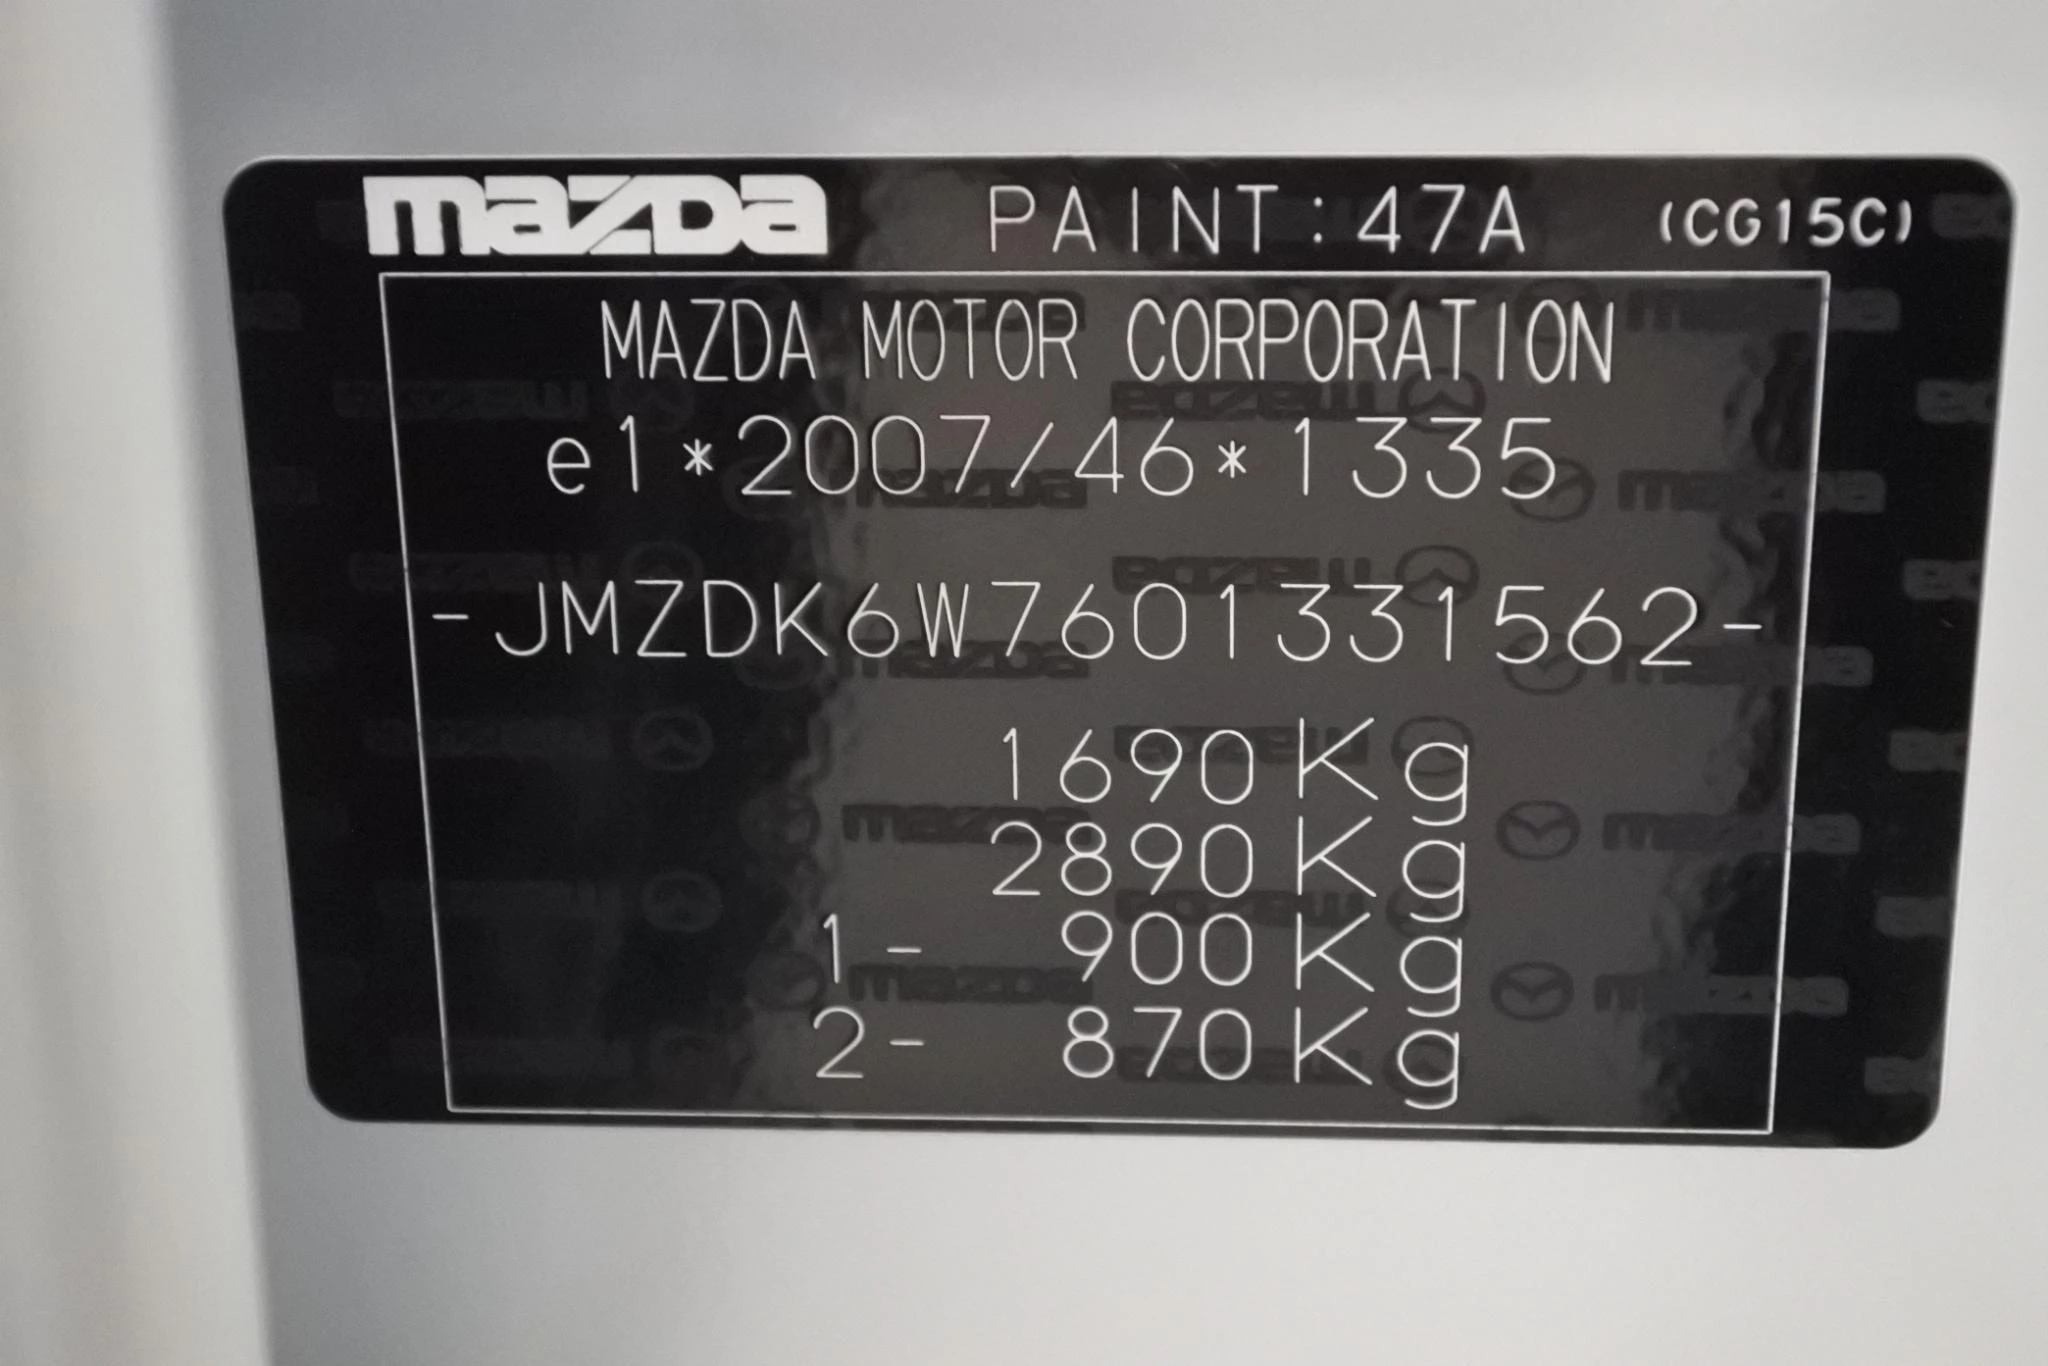 mazda PAINT:47A (CG15C)
MAZDA MOTOR CORPORATION
e1*2007/46*1335
-JMZDK6W7601331562-
1690Kg
2890Kg
1- 900Kg
2- 870Kg